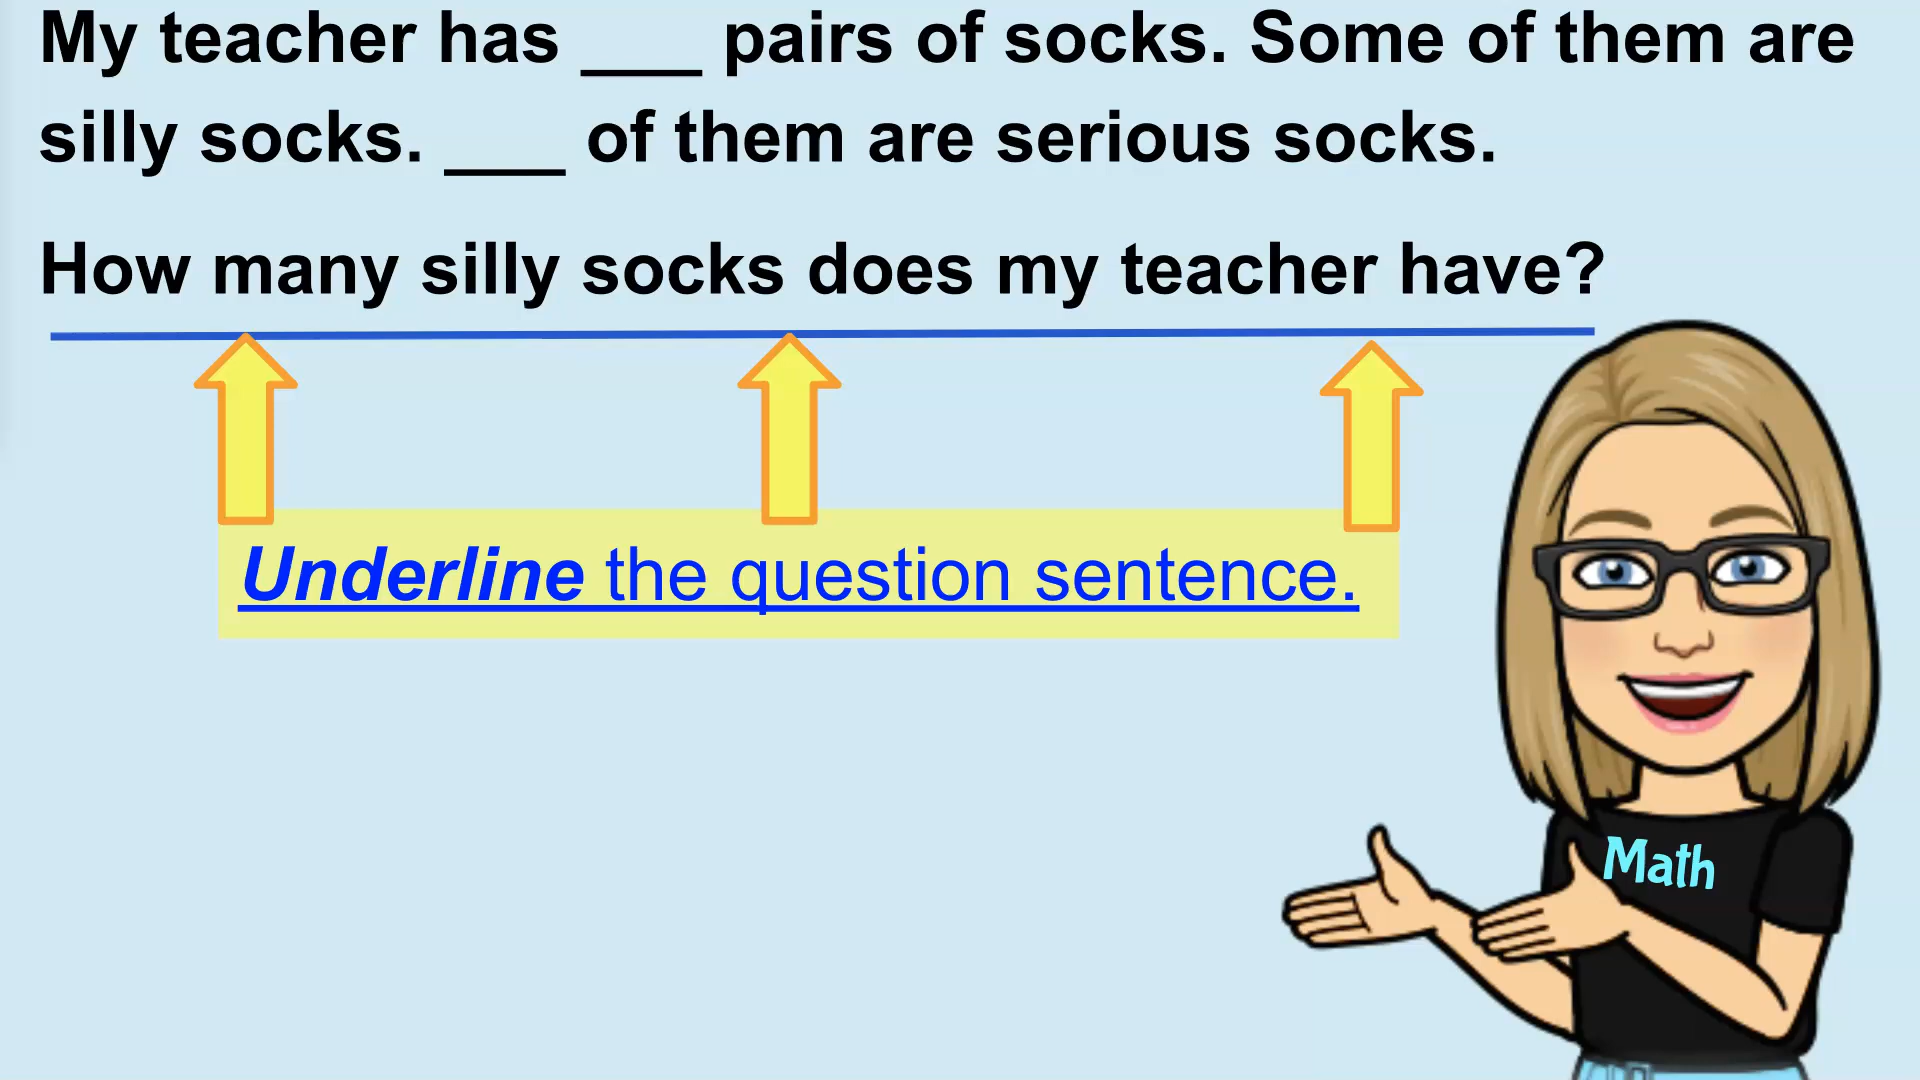 My teacher has ___ pairs of socks. Some of them are
silly socks. ___ of them are serious socks.
How many silly socks does my teacher have?
Underline the question sentence.
Math